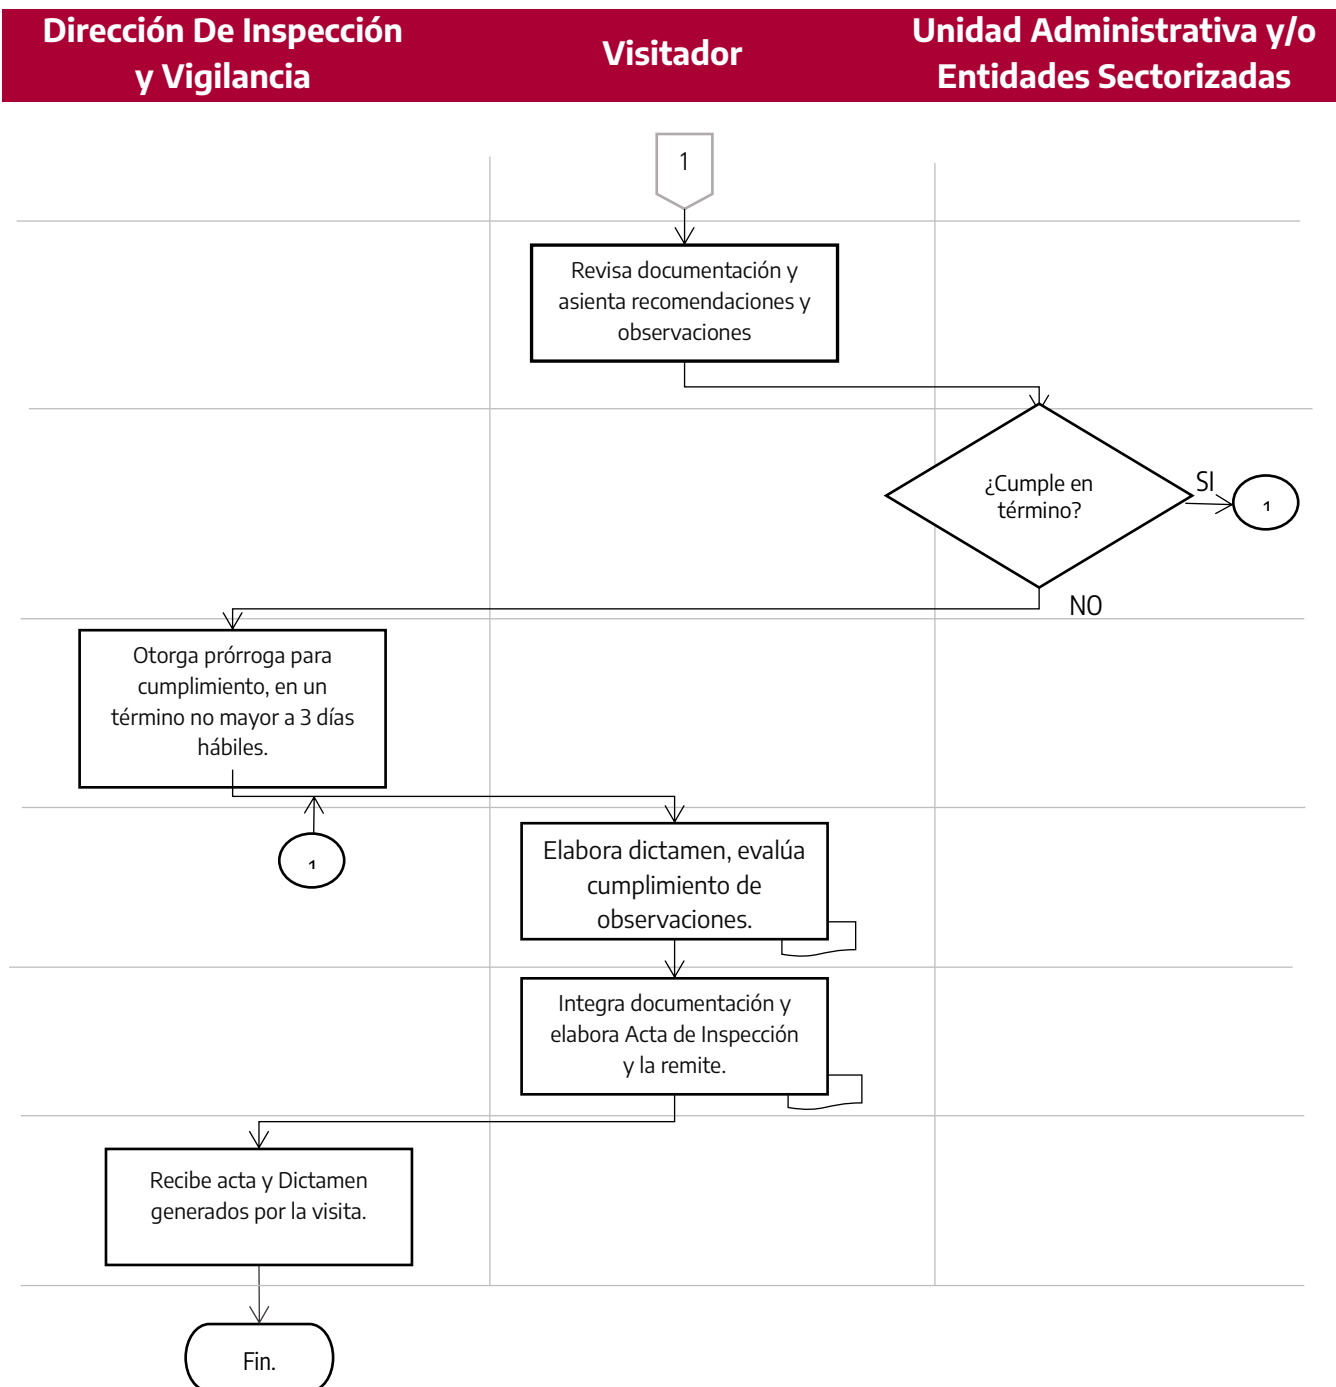 Dirección De Inspección
y Vigilancia
Visitador
Unidad Administrativa y/o
Entidades Sectorizadas
1
Revisa documentación y
asienta recomendaciones y
observaciones
¿Cumple en
término?
SI
1
NO
Otorga prórroga para
cumplimiento, en un
término no mayor a 3 días
hábiles.
1
Elabora dictamen, evalúa
cumplimiento de
observaciones.
Integra documentación y
elabora Acta de Inspección
y la remite.
Recibe acta y Dictamen
generados por la visita.
Fin.